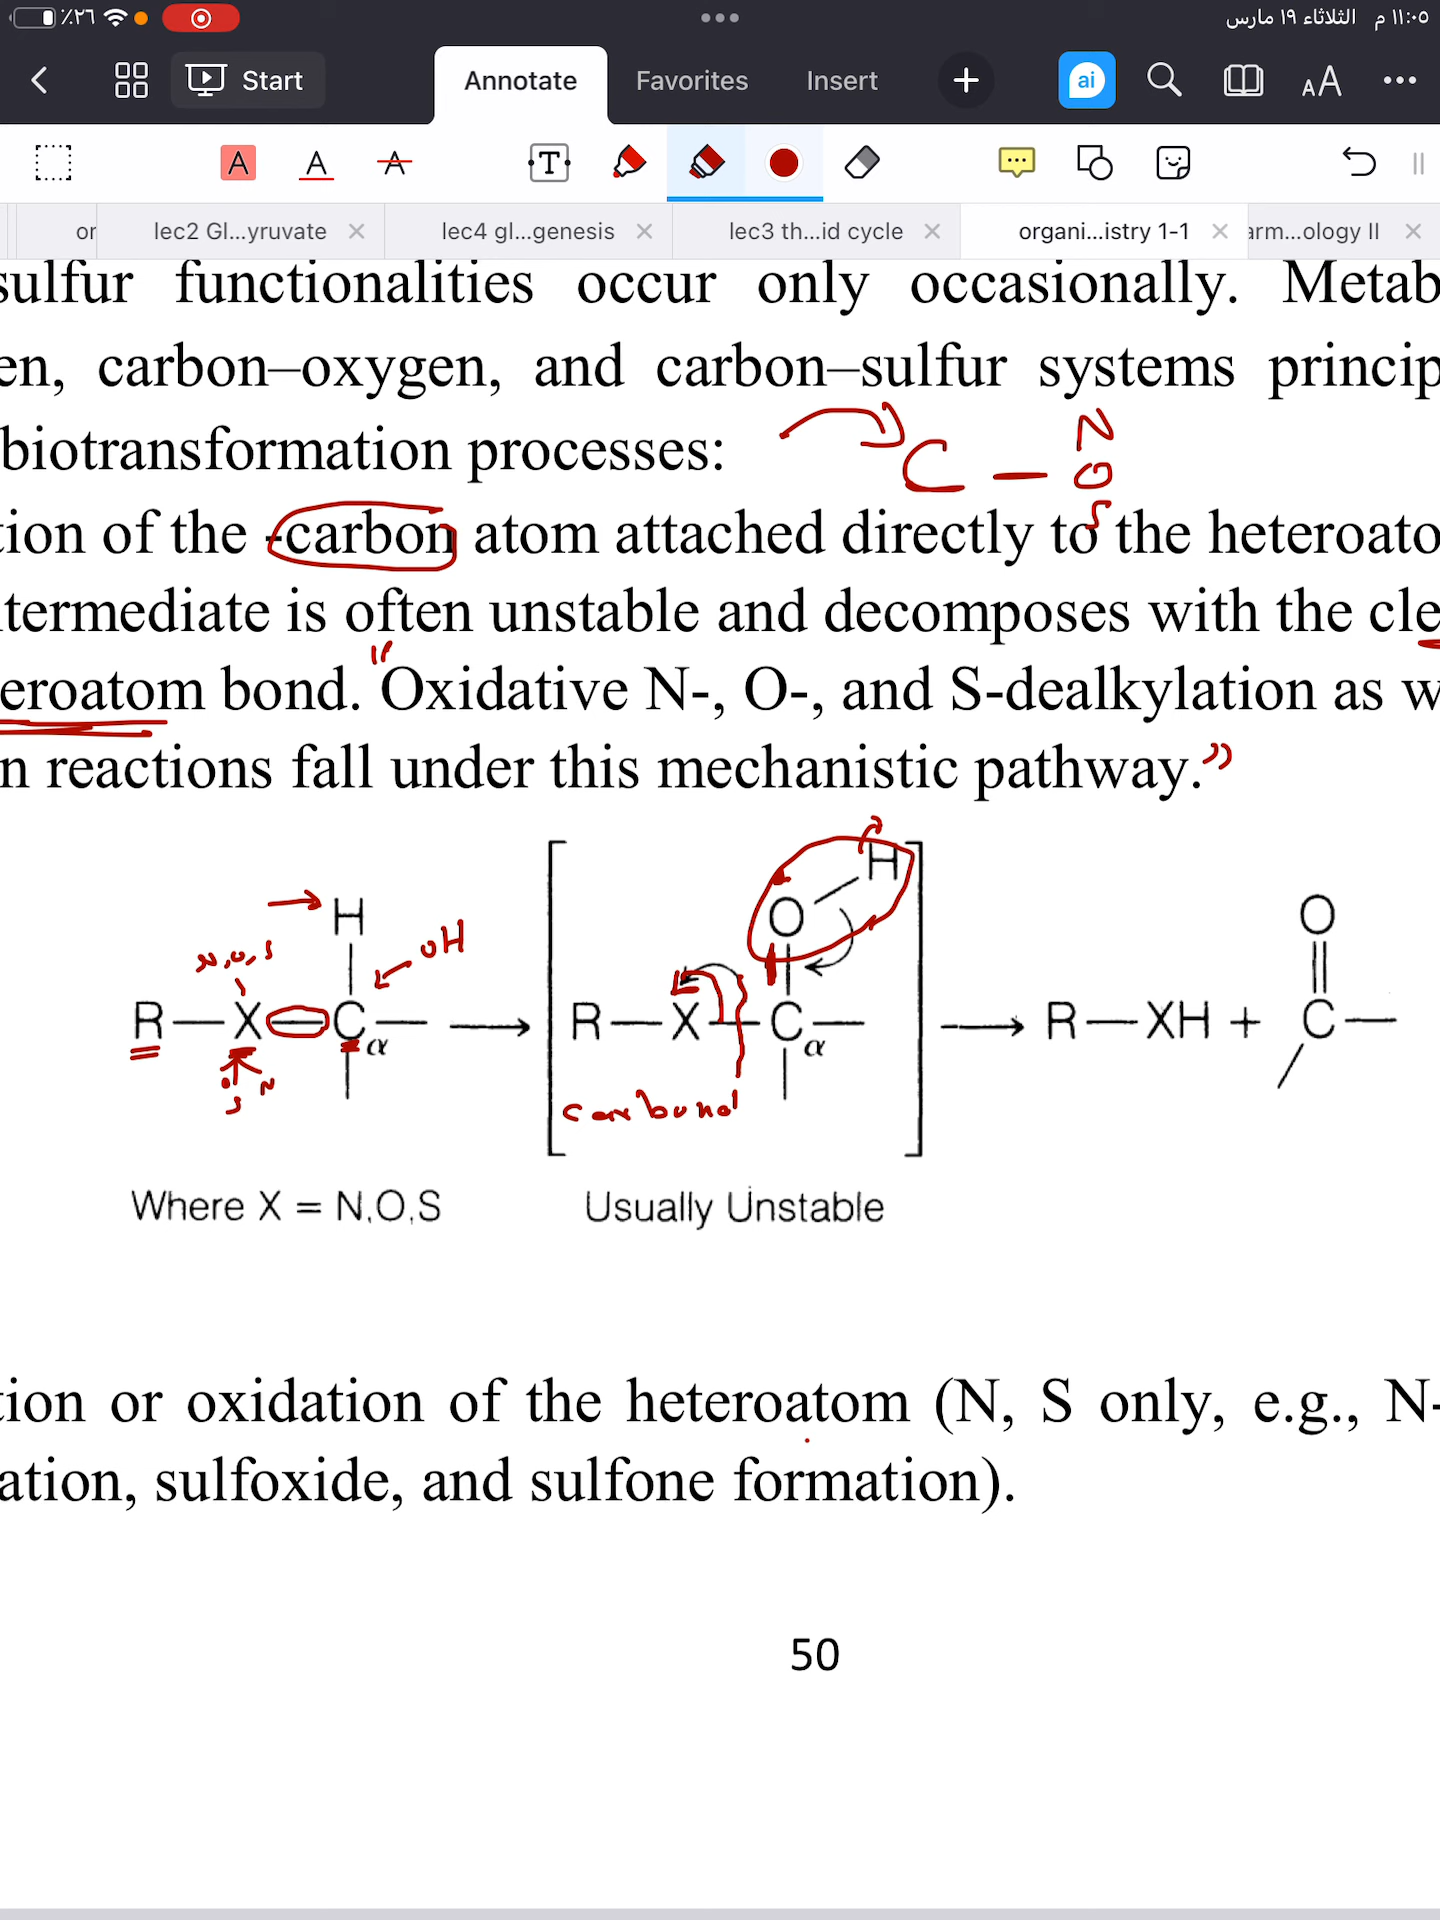 ٪٢٦ الثلاثاء ١٩ مارس ١١:٠٥ م
Start Annotate Favorites Insert ai AA
A A A T
or lec2 Gl...yruvate lec4 gl...genesis lec3 th...id cycle organi...istry 1-1 arm...ology II
sulfur functionalities occur only occasionally. Metab
en, carbon–oxygen, and carbon–sulfur systems princip
biotransformation processes:
C – N O S
tion of the -carbon atom attached directly to the heteroato
termediate is often unstable and decomposes with the cle
eroatom bond. "Oxidative N-, O-, and S-dealkylation as w
n reactions fall under this mechanistic pathway."
H
N,O,S
OH
R—X—C—
α
O
S
N
O—H
R—X—C—
α
R—XH + C—
O
Where X = N,O,S
Usually Unstable
tion or oxidation of the heteroatom (N, S only, e.g., N-
ation, sulfoxide, and sulfone formation).
50